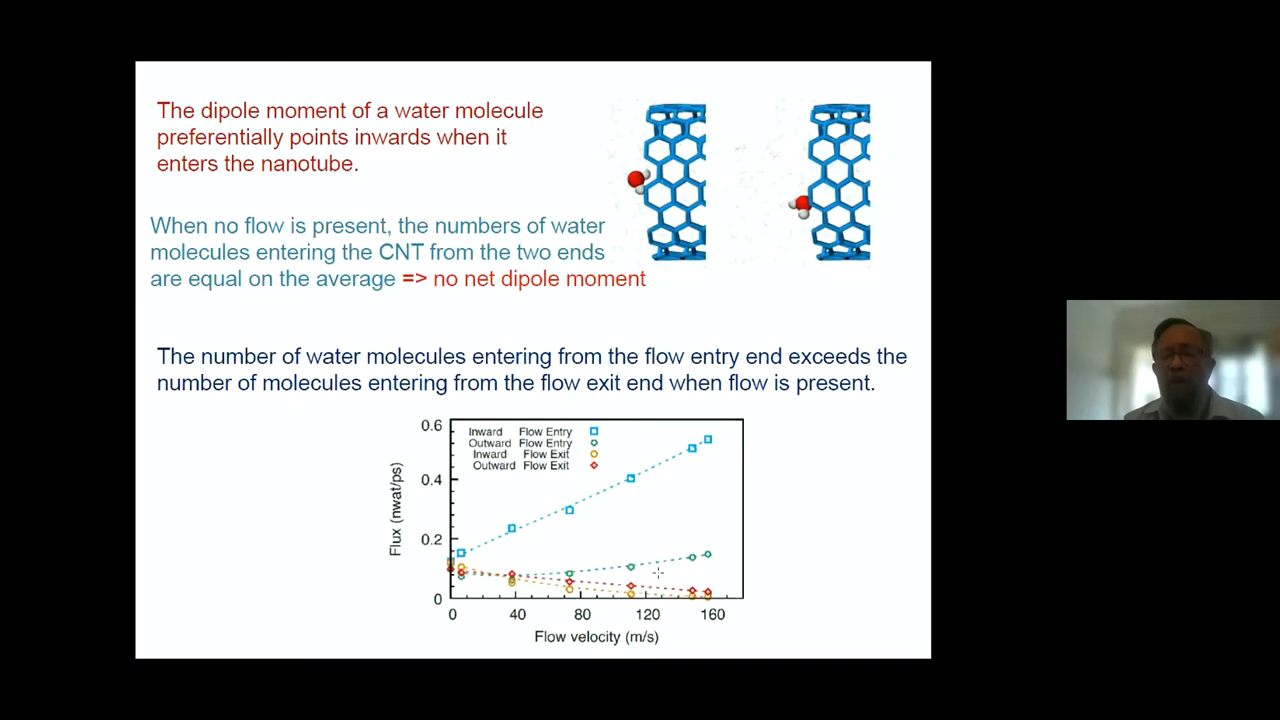 The dipole moment of a water molecule
preferentially points inwards when it
enters the nanotube.
When no flow is present, the numbers of water
molecules entering the CNT from the two ends
are equal on the average => no net dipole moment
The number of water molecules entering from the flow entry end exceeds the
number of molecules entering from the flow exit end when flow is present.
Inward Flow Entry
Outward Flow Entry
Inward Flow Exit
Outward Flow Exit
0.6
0.4
0.2
0
Flux (nwat/ps)
0 40 80 120 160
Flow velocity (m/s)